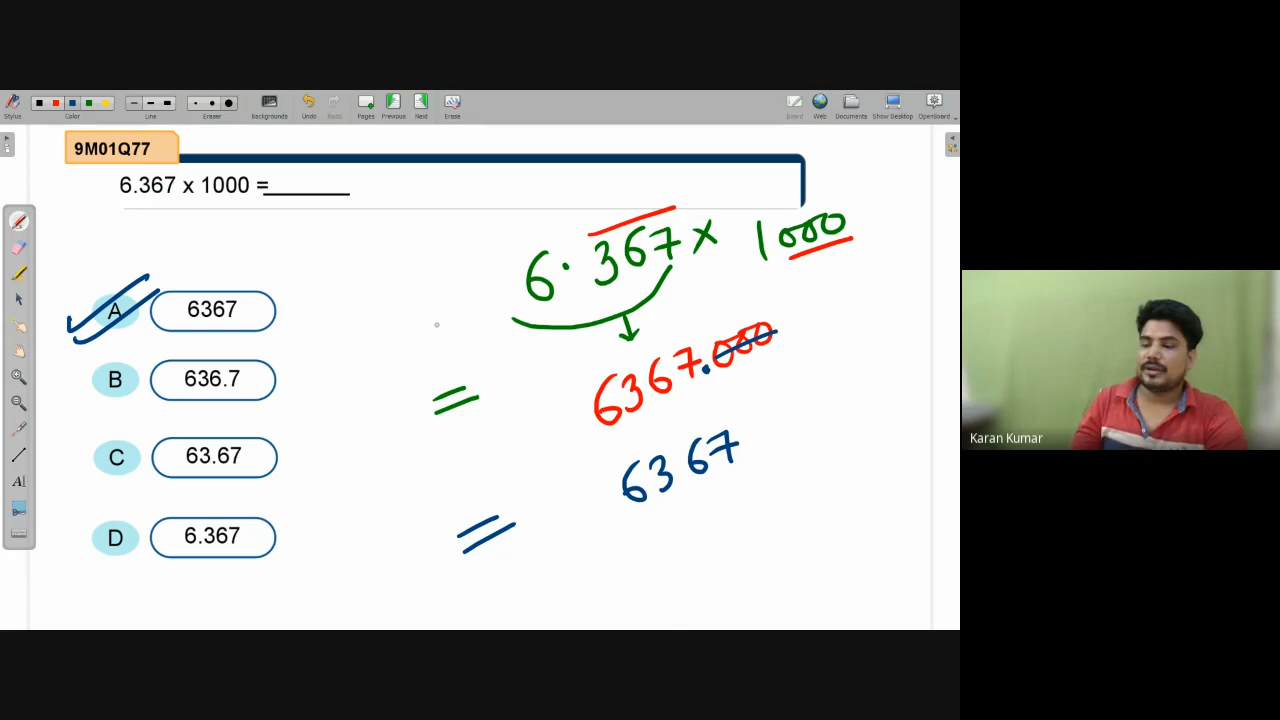 Stylus Color Line Eraser Backgrounds Undo Redo Pages Previous Next Erase Board Web Documents Show Desktop OpenBoard
9M01Q77
6.367 x 1000 =_______
6.367 x 1000
A 6367
6367.000
B 636.7
=
C 63.67
6367
D 6.367
=
Karan Kumar